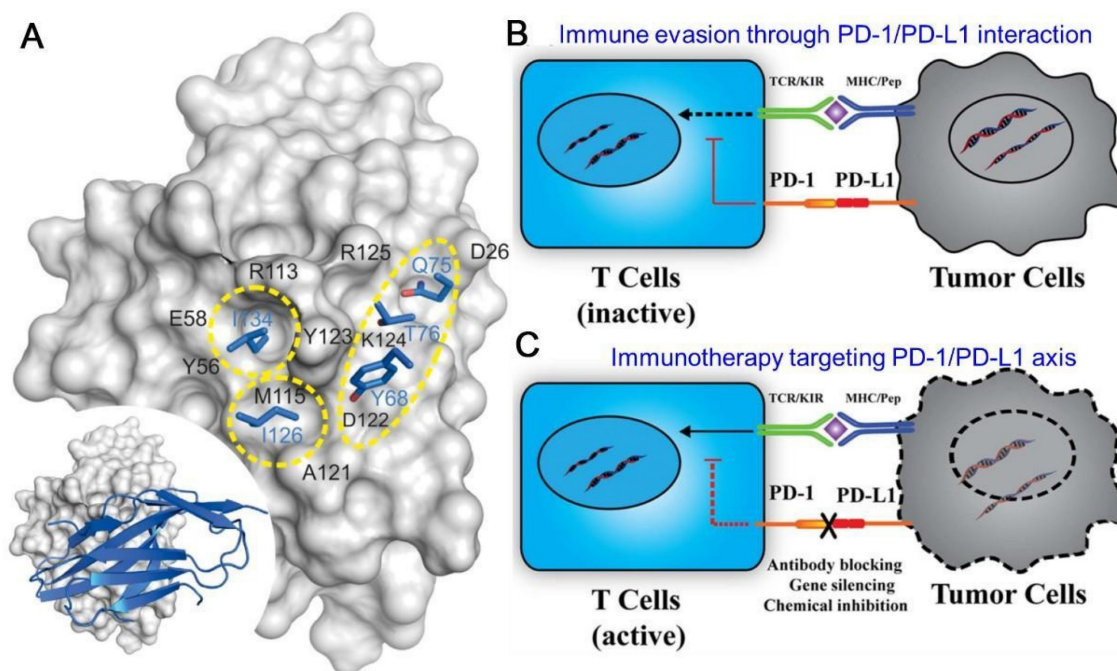 A
R125
D26
R113
Q75
E58
I134
Y123
K124
T76
Y56
M115
Y68
D122
I126
A121
B
Immune evasion through PD-1/PD-L1 interaction
TCR/KIR
MHC/Pep
PD-1
PD-L1
T Cells
(inactive)
Tumor Cells
C
Immunotherapy targeting PD-1/PD-L1 axis
TCR/KIR
MHC/Pep
PD-1
PD-L1
Antibody blocking
Gene silencing
Chemical inhibition
T Cells
(active)
Tumor Cells